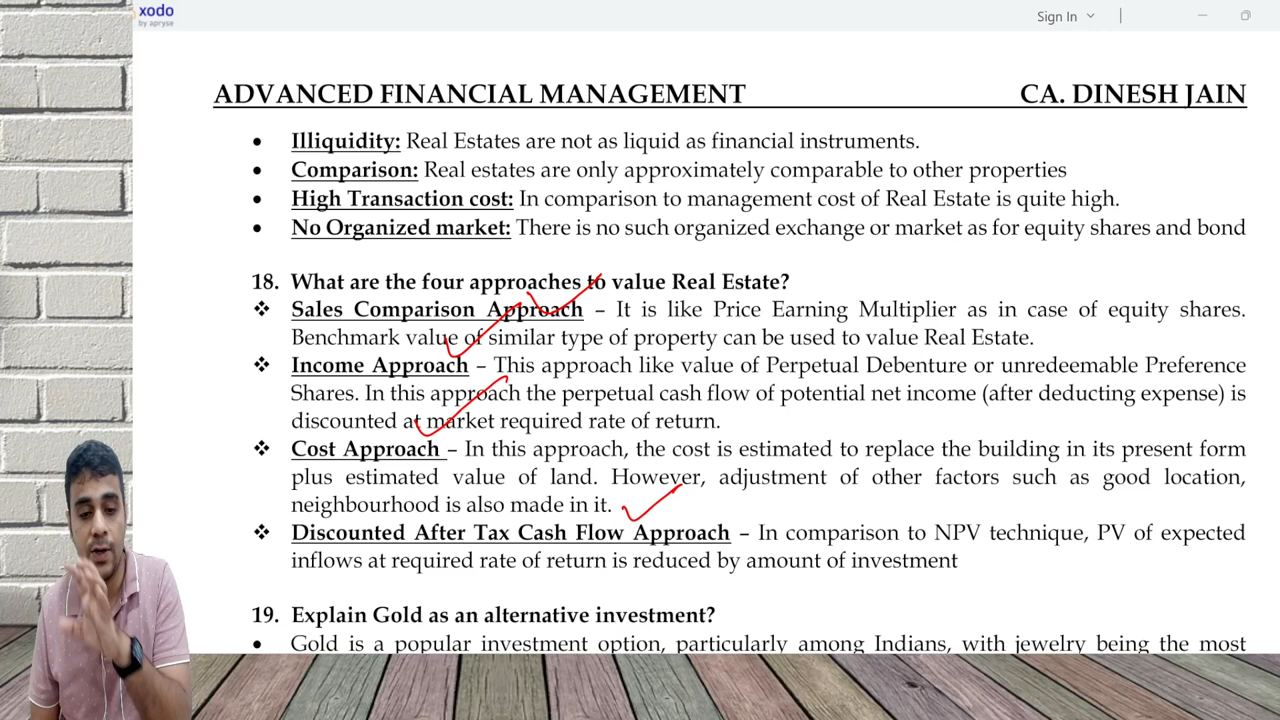 xodo
by apryse
Sign In
ADVANCED FINANCIAL MANAGEMENT CA. DINESH JAIN
• Illiquidity: Real Estates are not as liquid as financial instruments.
• Comparison: Real estates are only approximately comparable to other properties
• High Transaction cost: In comparison to management cost of Real Estate is quite high.
• No Organized market: There is no such organized exchange or market as for equity shares and bond
18. What are the four approaches to value Real Estate?
❖ Sales Comparison Approach – It is like Price Earning Multiplier as in case of equity shares.
Benchmark value of similar type of property can be used to value Real Estate.
❖ Income Approach – This approach like value of Perpetual Debenture or unredeemable Preference
Shares. In this approach the perpetual cash flow of potential net income (after deducting expense) is
discounted at market required rate of return.
❖ Cost Approach – In this approach, the cost is estimated to replace the building in its present form
plus estimated value of land. However, adjustment of other factors such as good location,
neighbourhood is also made in it.
❖ Discounted After Tax Cash Flow Approach – In comparison to NPV technique, PV of expected
inflows at required rate of return is reduced by amount of investment
19. Explain Gold as an alternative investment?
• Gold is a popular investment option, particularly among Indians, with jewelry being the most